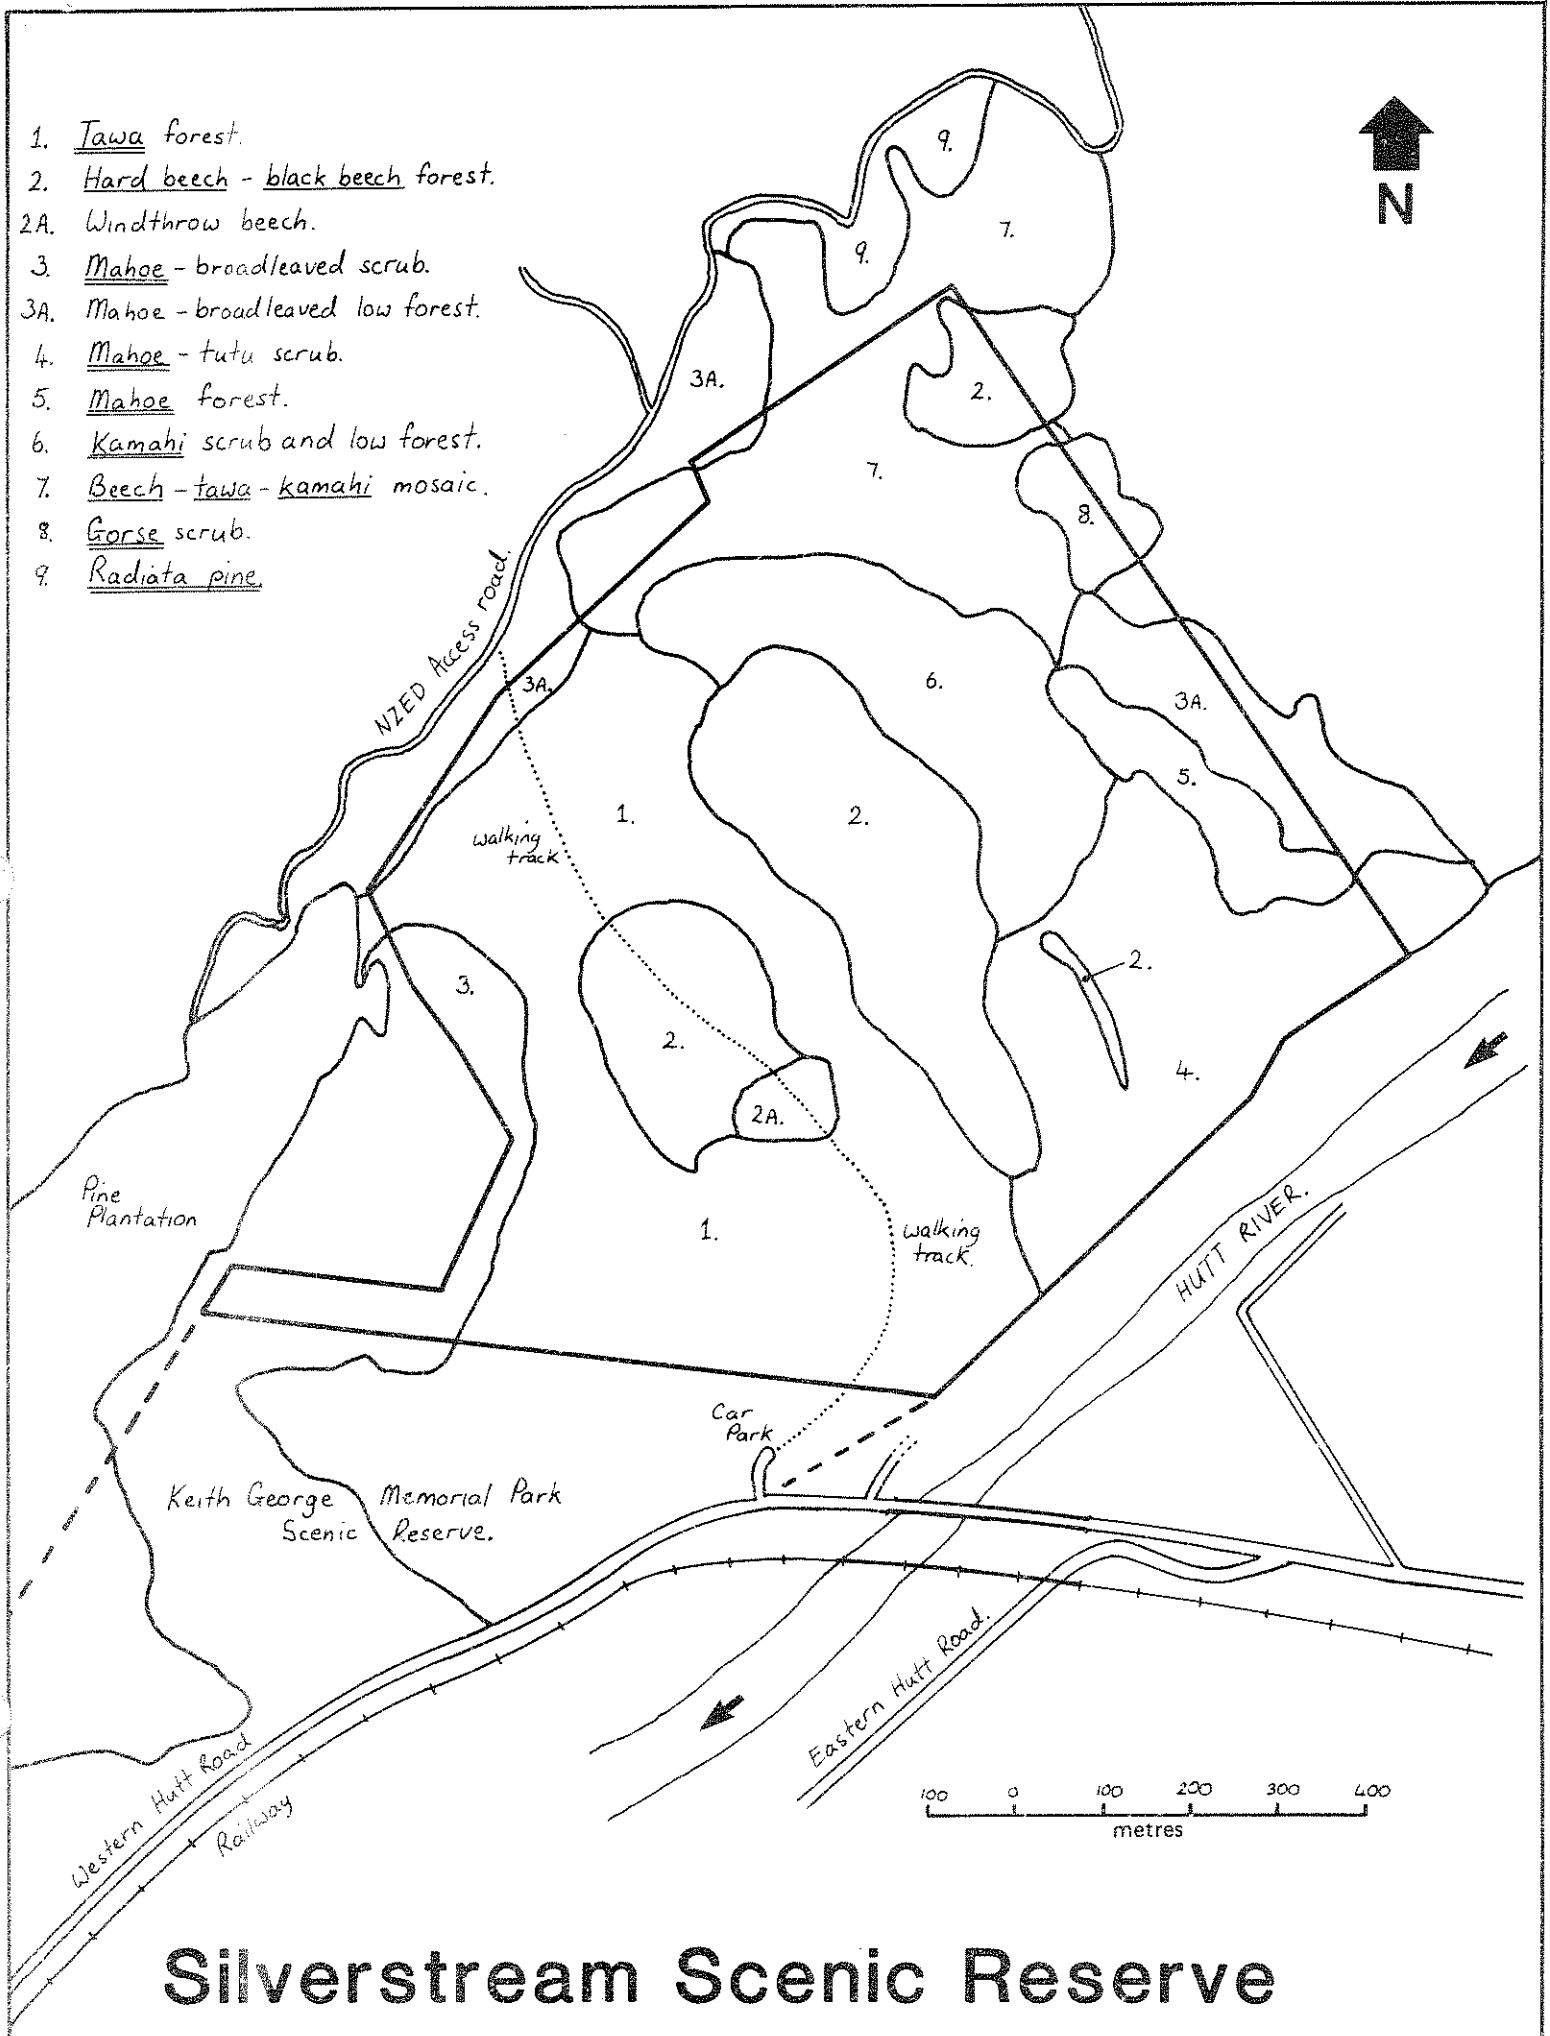 1. Tawa forest.
2. Hard beech - black beech forest.
2A. Windthrow beech.
3. Mahoe - broadleaved scrub.
3A. Mahoe - broadleaved low forest.
4. Mahoe - tutu scrub.
5. Mahoe forest.
6. Kamahi scrub and low forest.
7. Beech - tawa - kamahi mosaic.
8. Gorse scrub.
9. Radiata pine.
N
9.
7.
9.
3A.
2.
7.
8.
NZED Access road.
3A.
6.
3A.
5.
1.
2.
walking
track
3.
2.
2.
4.
2A.
Pine
Plantation
1.
walking
track.
HUTT RIVER.
Car
Park
Keith George Memorial Park
Scenic Reserve.
Eastern Hutt Road.
Western Hutt Road
Railway
100 0 100 200 300 400
metres
Silverstream Scenic Reserve